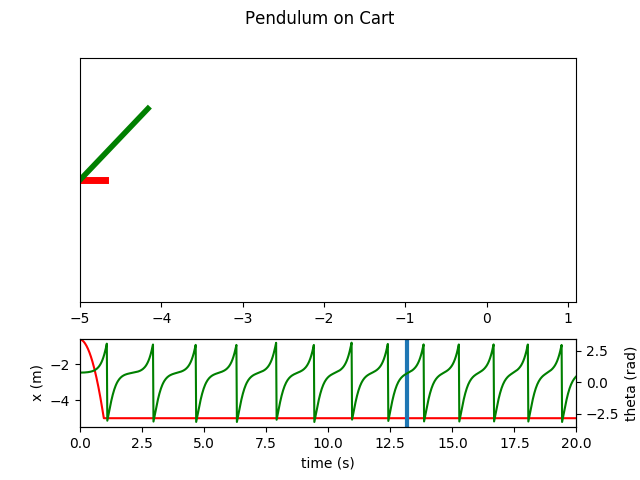 Pendulum on Cart
−5 −4 −3 −2 −1 0 1
x (m)
−2
−4
2.5
0.0
−2.5
theta (rad)
0.0 2.5 5.0 7.5 10.0 12.5 15.0 17.5 20.0
time (s)